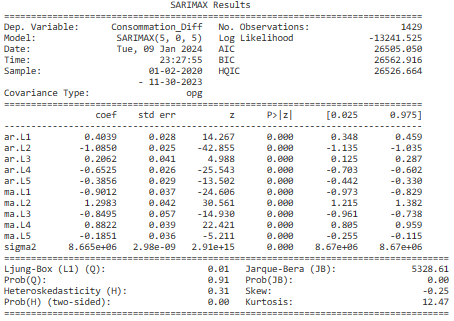 SARIMAX Results
==============================================================================
Dep. Variable: Consommation_Diff No. Observations: 1429
Model: SARIMAX(5, 0, 5) Log Likelihood -13241.525
Date: Tue, 09 Jan 2024 AIC 26505.050
Time: 23:27:55 BIC 26562.916
Sample: 01-02-2020 HQIC 26526.664
- 11-30-2023
Covariance Type: opg
==============================================================================
coef std err z P>|z| [0.025 0.975]
------------------------------------------------------------------------------
ar.L1 0.4039 0.028 14.267 0.000 0.348 0.459
ar.L2 -1.0850 0.025 -42.855 0.000 -1.135 -1.035
ar.L3 0.2062 0.041 4.988 0.000 0.125 0.287
ar.L4 -0.6525 0.026 -25.543 0.000 -0.703 -0.602
ar.L5 -0.3856 0.029 -13.502 0.000 -0.442 -0.330
ma.L1 -0.9012 0.037 -24.606 0.000 -0.973 -0.829
ma.L2 1.2983 0.042 30.561 0.000 1.215 1.382
ma.L3 -0.8495 0.057 -14.930 0.000 -0.961 -0.738
ma.L4 0.8822 0.039 22.421 0.000 0.805 0.959
ma.L5 -0.1851 0.036 -5.211 0.000 -0.255 -0.115
sigma2 8.665e+06 2.98e-09 2.91e+15 0.000 8.67e+06 8.67e+06
==============================================================================
Ljung-Box (L1) (Q): 0.01 Jarque-Bera (JB): 5328.61
Prob(Q): 0.91 Prob(JB): 0.00
Heteroskedasticity (H): 0.31 Skew: -0.25
Prob(H) (two-sided): 0.00 Kurtosis: 12.47
==============================================================================